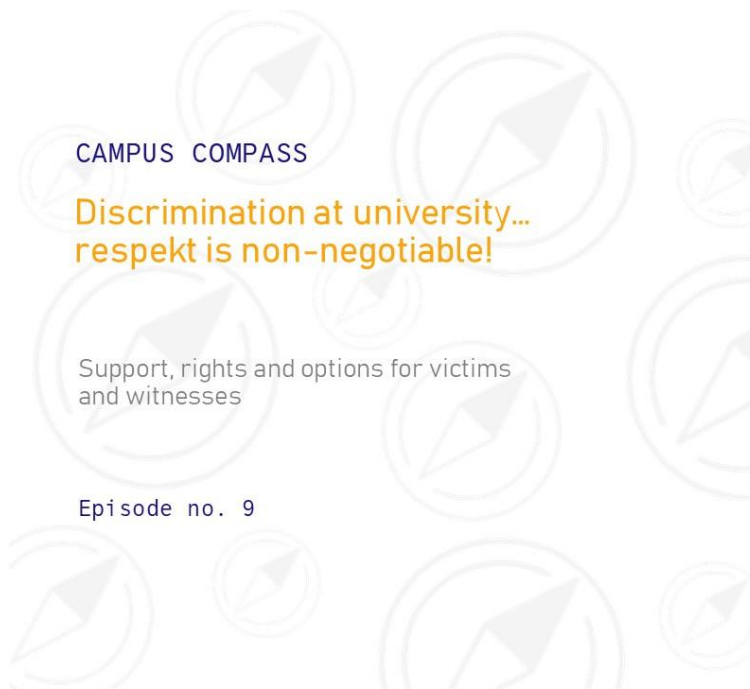 CAMPUS COMPASS
Discrimination at university...
respekt is non-negotiable!
Support, rights and options for victims
and witnesses
Episode no. 9